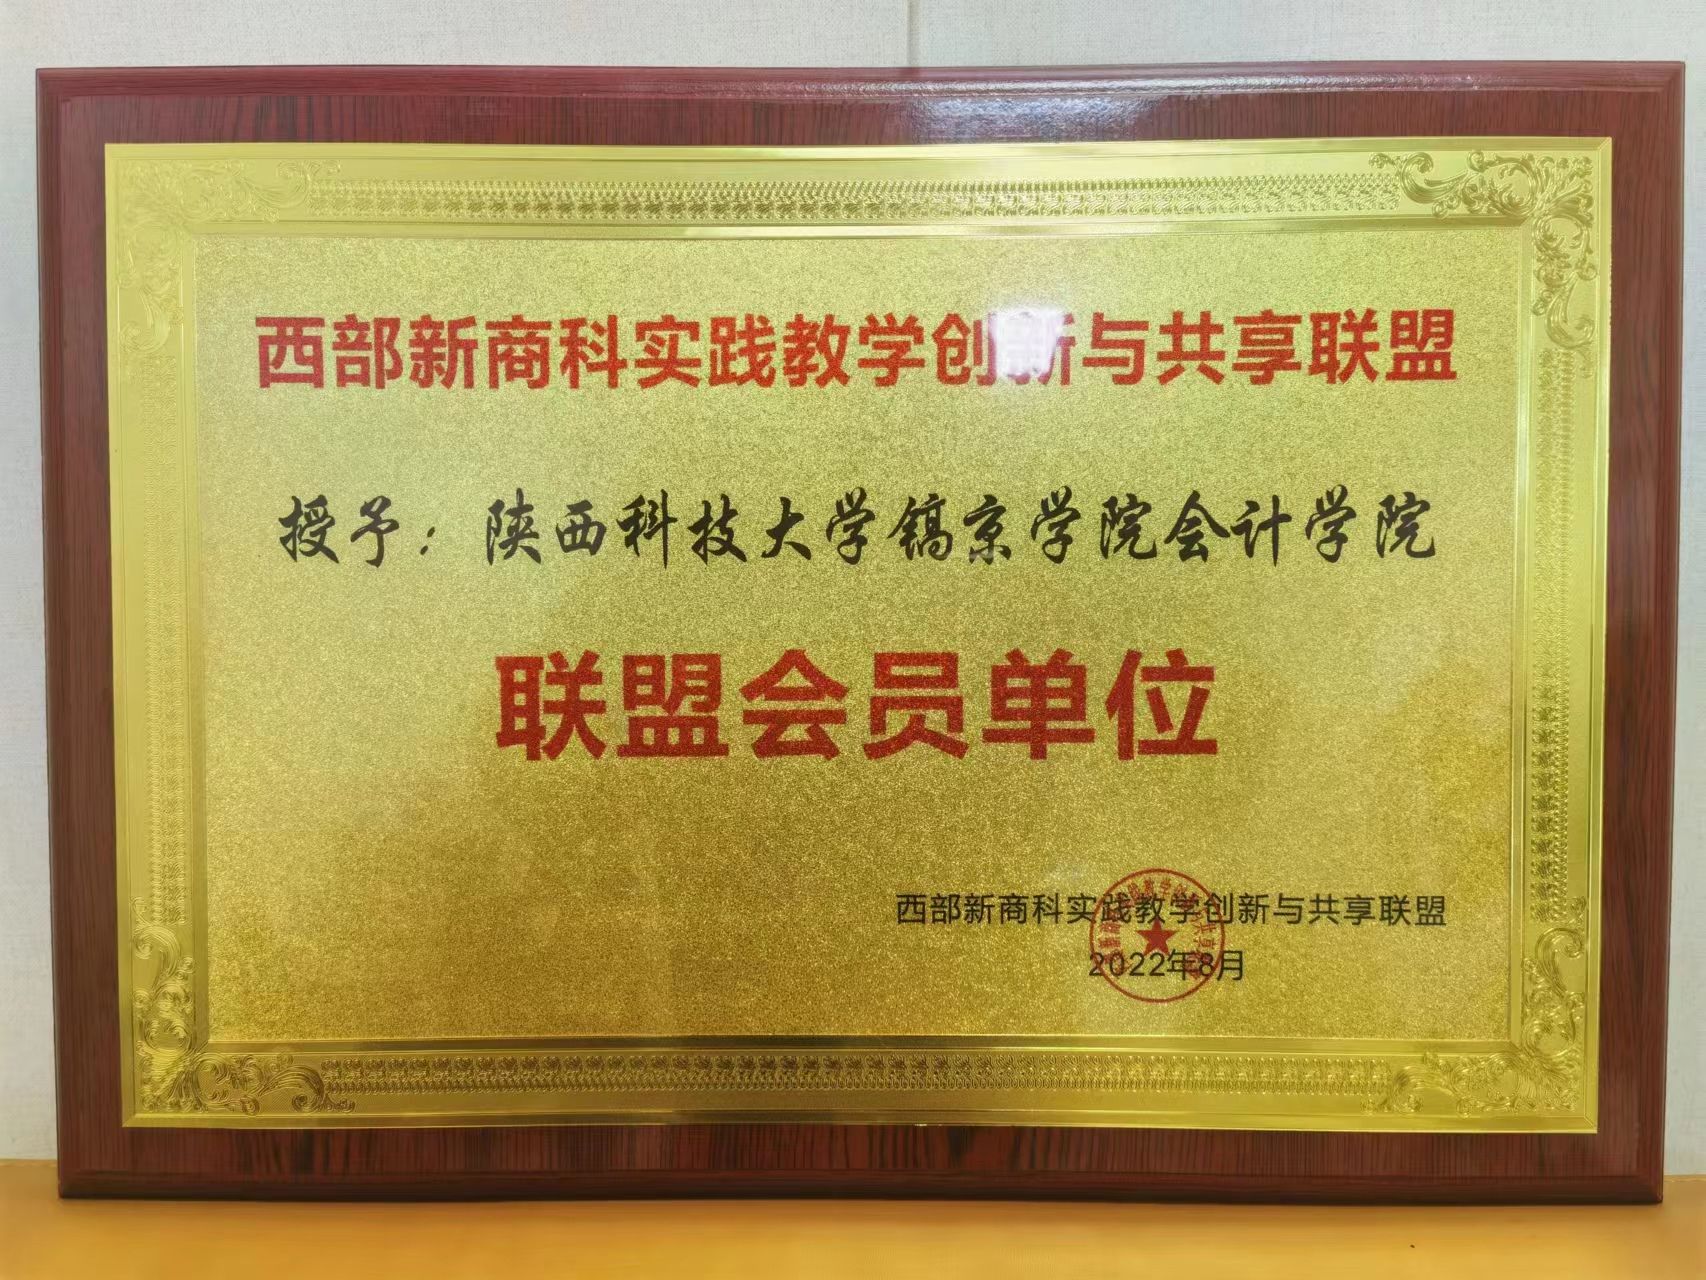 西部新商科实践教学创新与共享联盟
授予：陕西科技大学镐京学院会计学院
联盟会员单位
西部新商科实践教学创新与共享联盟
2022年8月